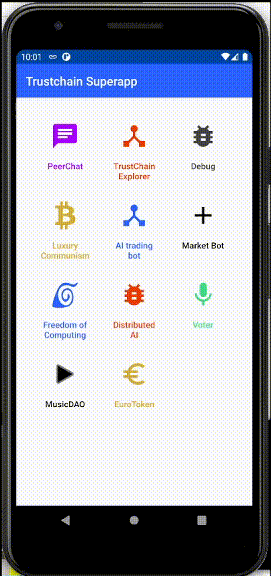 10:01
Trustchain Superapp
PeerChat
TrustChain
Explorer
Debug
Luxury
Communism
AI trading
bot
Market Bot
Freedom of
Computing
Distributed
AI
Voter
MusicDAO
EuroToken